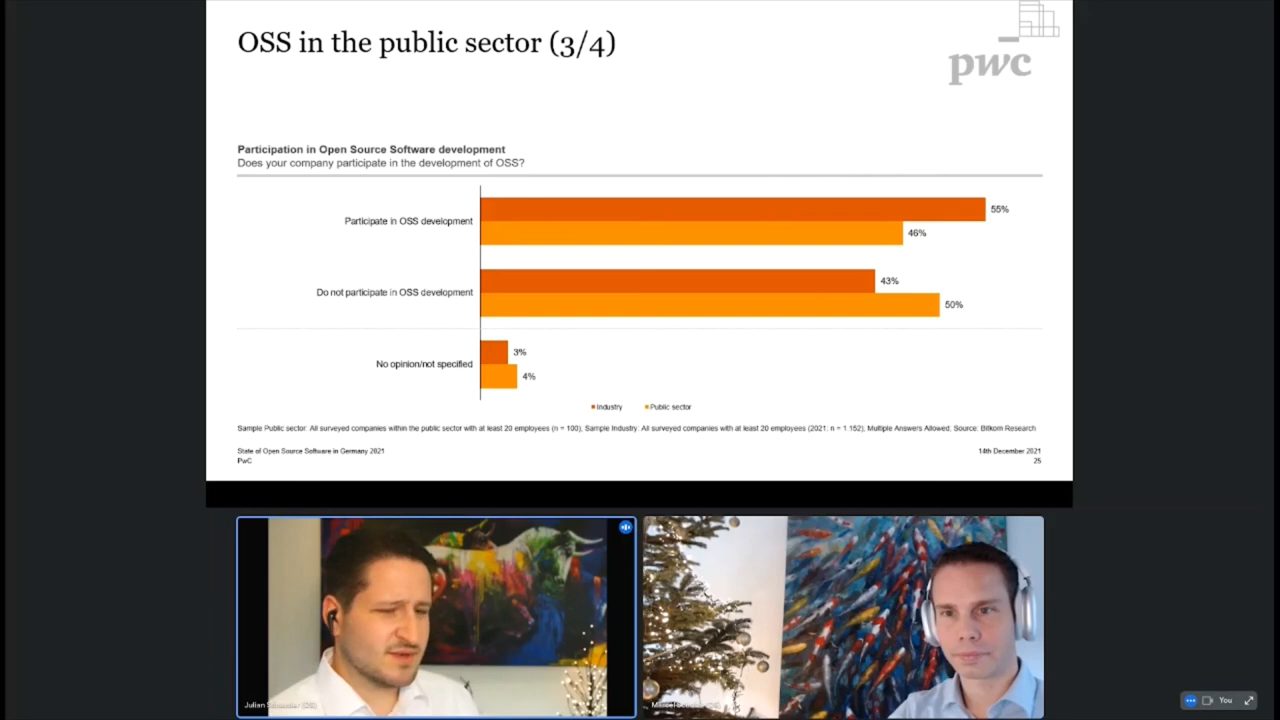 OSS in the public sector (3/4)
pwc
Participation in Open Source Software development
Does your company participate in the development of OSS?
Participate in OSS development
55%
46%
Do not participate in OSS development
43%
50%
No opinion/not specified
3%
4%
Industry
Public sector
Sample Public sector: All surveyed companies within the public sector with at least 20 employees (n = 100); Sample Industry: All surveyed companies with at least 20 employees (2021: n = 1.152); Multiple Answers Allowed, Source: Bitkom Research
State of Open Source Software in Germany 2021
14th December 2021
PwC
25
Julian (DE)
(DE)
You